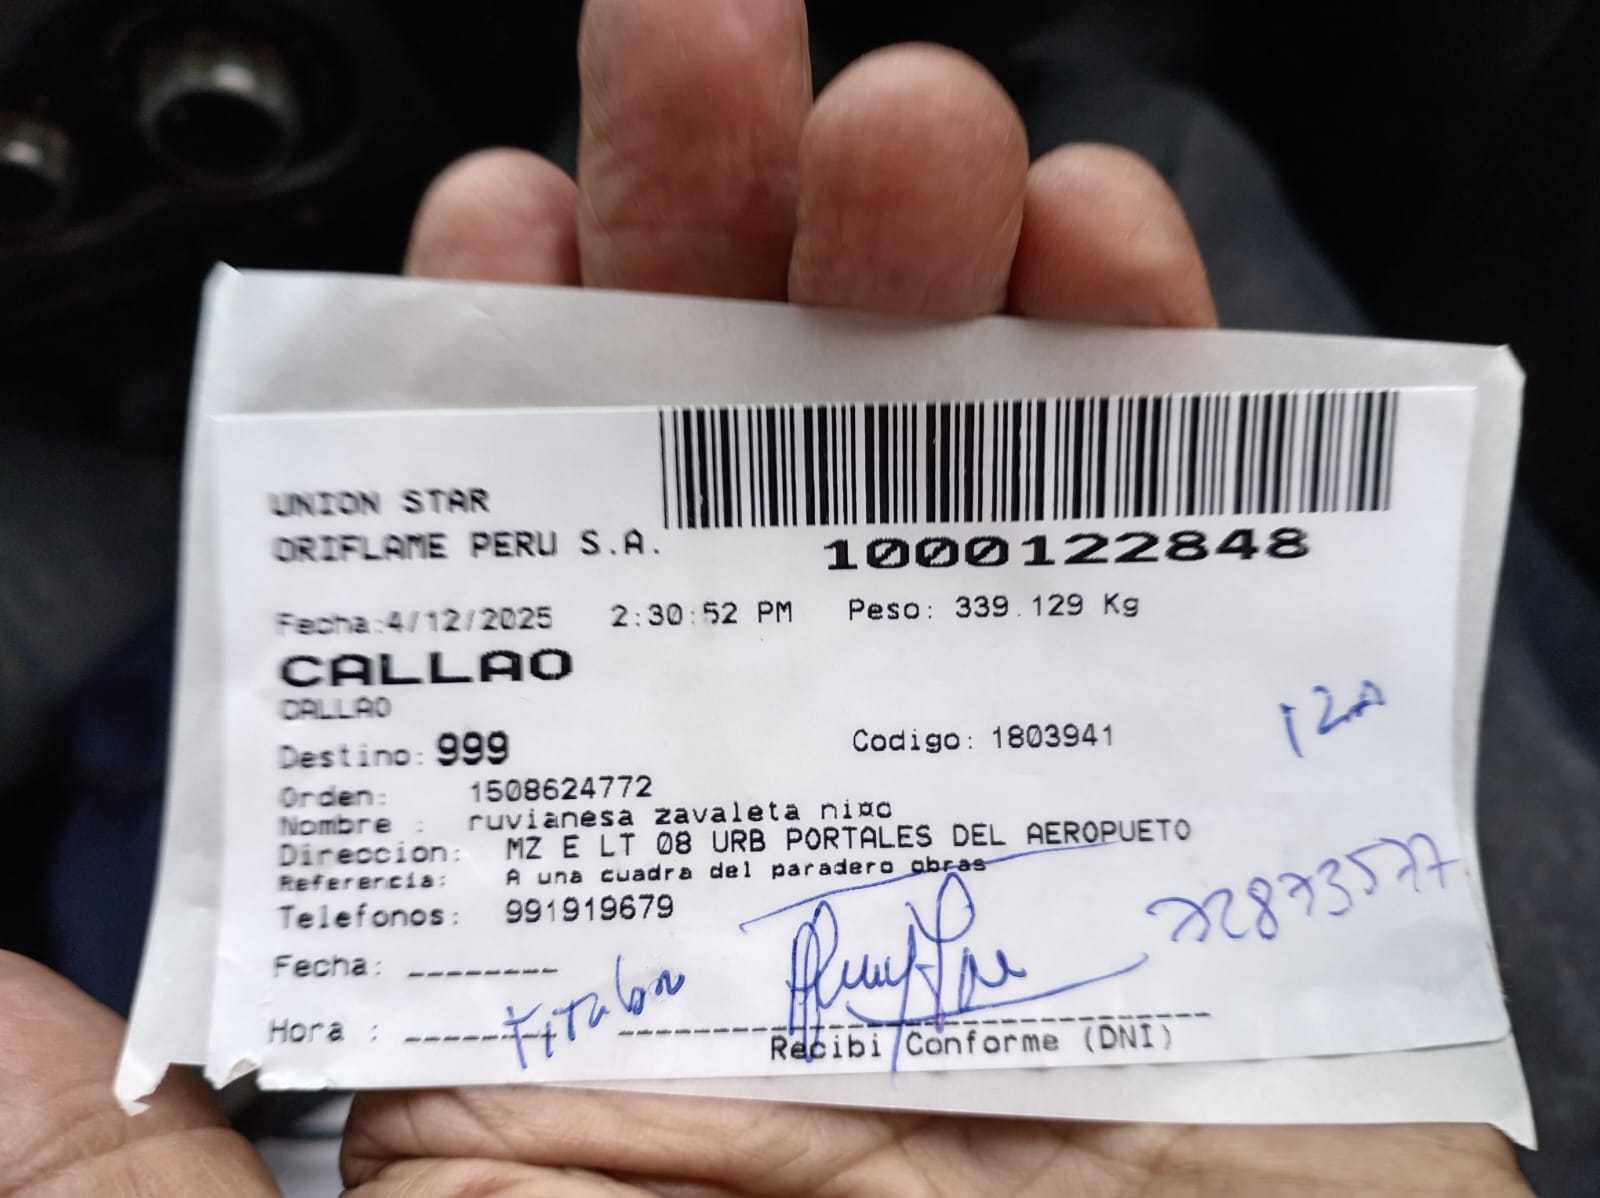 UNION STAR
ORIFLAME PERU S.A.
1000122848
Fecha:4/12/2025 2:30:52 PM Peso: 339.129 Kg
CALLAO
CALLAO
Destino: 999 Codigo: 1803941
Orden: 1508624772
Nombre : ruvianesa zavaleta ni¤o
Direccion: MZ E LT 08 URB PORTALES DEL AEROPUETO
Referencia: A una cuadra del paradero obras
Telefonos: 991919679
72873577
Fecha: ---------
Hora : ---------
Titular
Recibi Conforme (DNI)